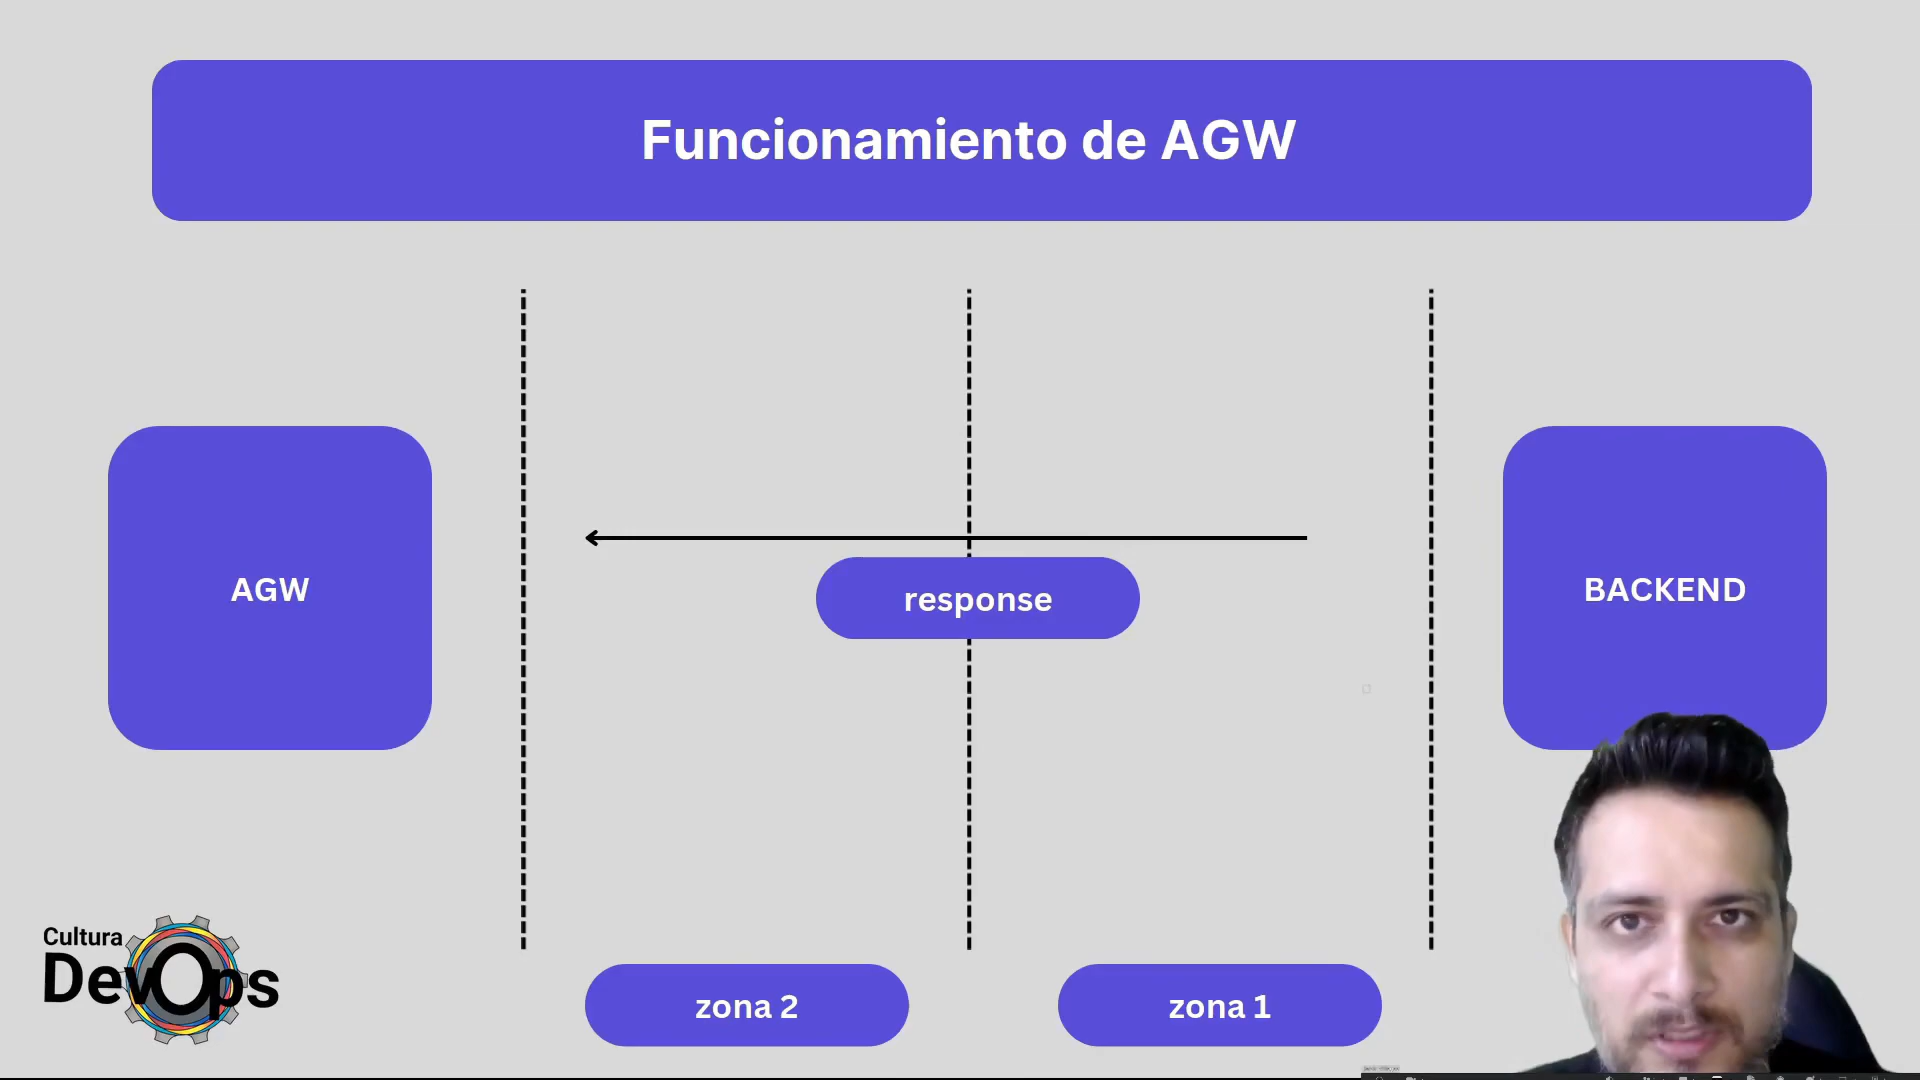 Funcionamiento de AGW
AGW
response
BACKEND
Cultura
DevOps
zona 2
zona 1